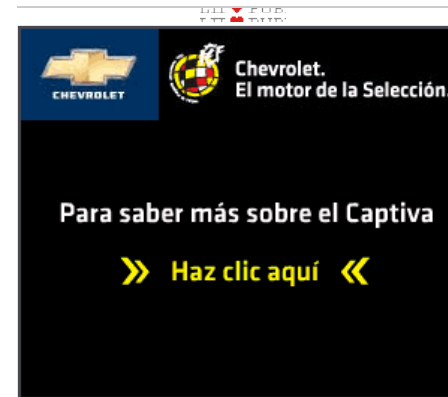 CHEVROLET
Chevrolet.
El motor de la Selección.
Para saber más sobre el Captiva
» Haz clic aquí «